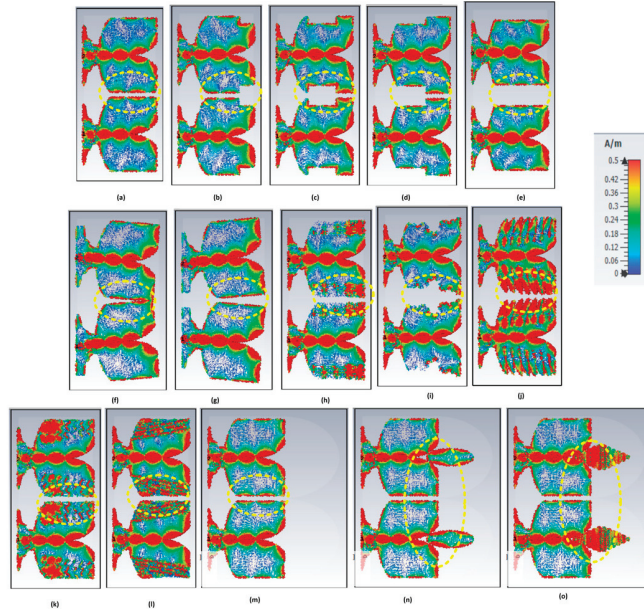 (a) (b) (c) (d) (e)
A/m
0.5
0.42
0.36
0.3
0.24
0.18
0.12
0.06
0
(f) (g) (h) (i) (j)
(k) (l) (m) (n) (o)